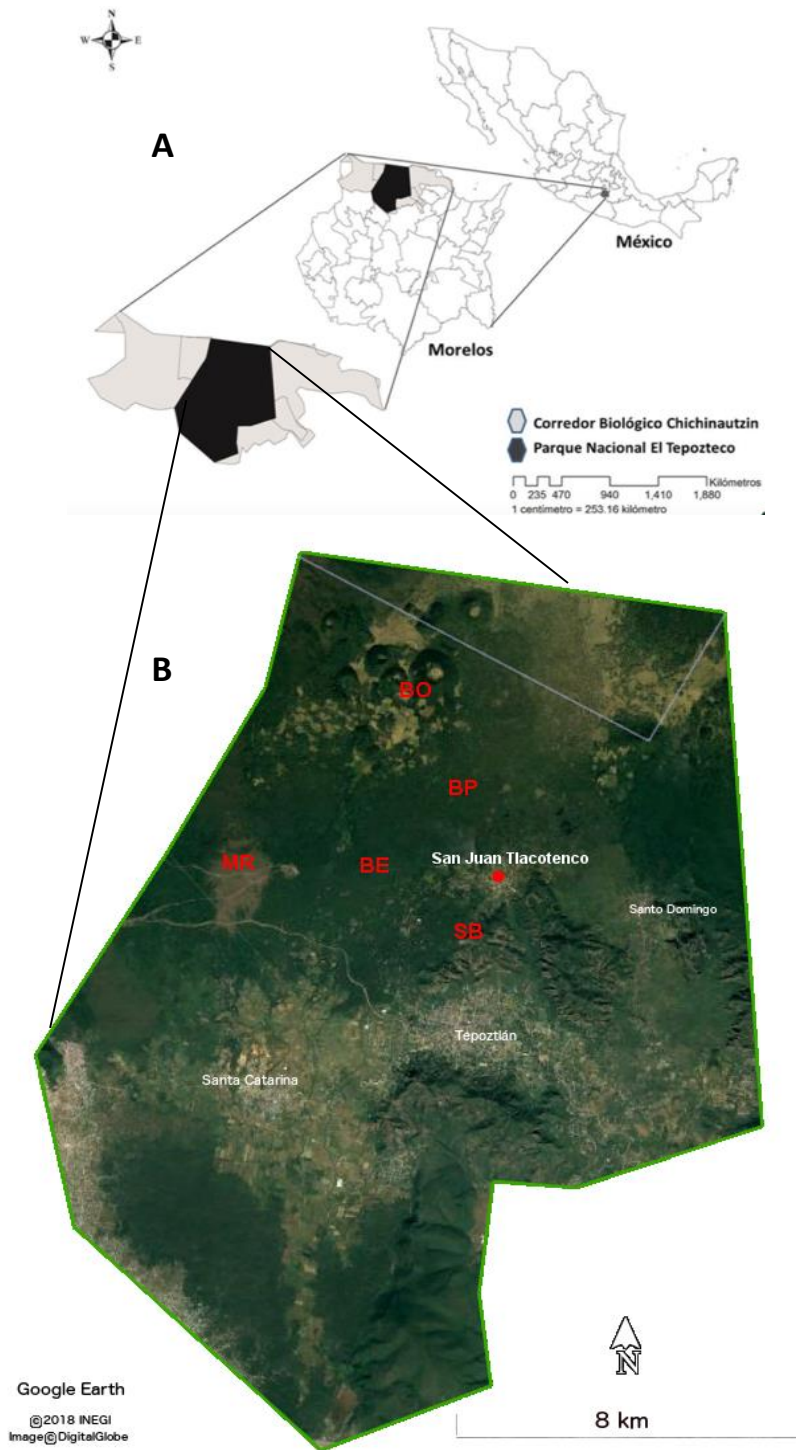 N
W E
S
A
México
Morelos
Corredor Biológico Chichinautzin
Parque Nacional El Tepozteco
Kilómetros
0 235 470 940 1,410 1,880
1 centímetro = 253.16 kilómetro
B
BO
BP
MR BE San Juan Tlacotenco
Santo Domingo
SB
Tepoztlán
Santa Catarina
N
Google Earth
8 km
©2018 INEGI
Image©DigitalGlobe